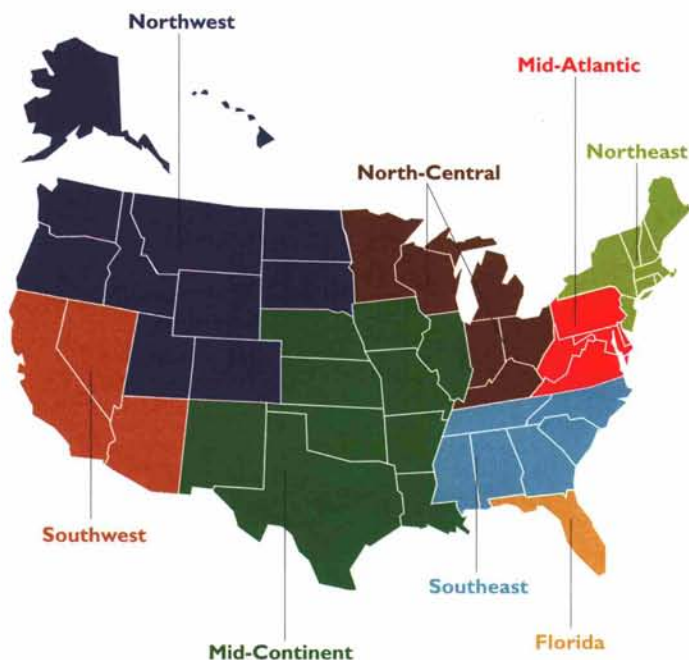 Northwest
Mid-Atlantic
Northeast
North-Central
Southwest
Southeast
Florida
Mid-Continent